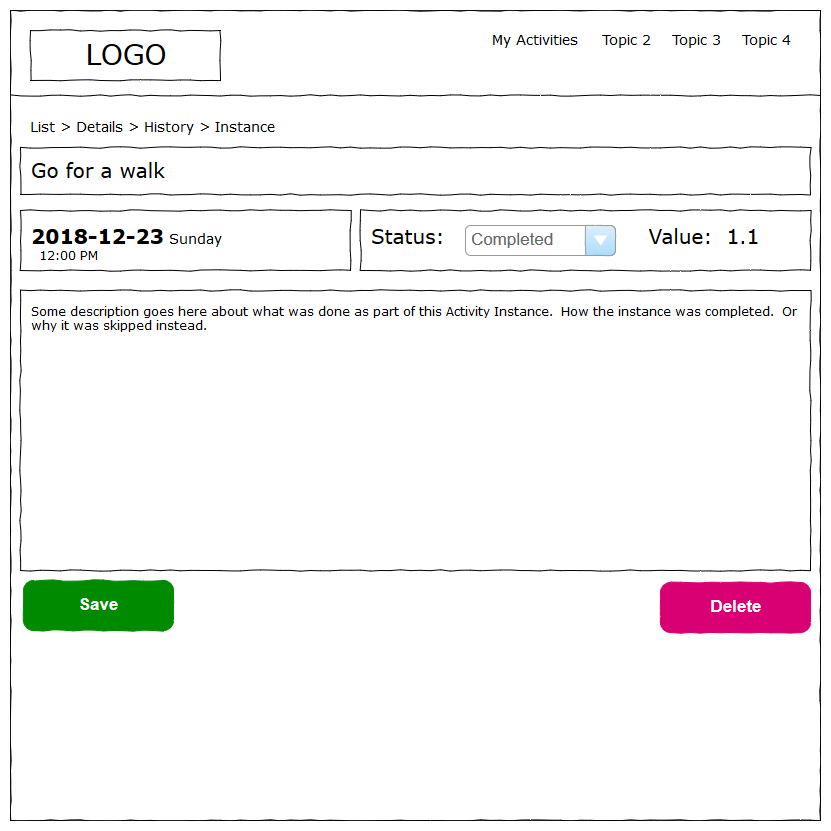 LOGO
My Activities Topic 2 Topic 3 Topic 4
List > Details > History > Instance
Go for a walk
2018-12-23 Sunday
12:00 PM
Status: Completed Value: 1.1
Some description goes here about what was done as part of this Activity Instance.  How the instance was completed.  Or
why it was skipped instead.
Save
Delete